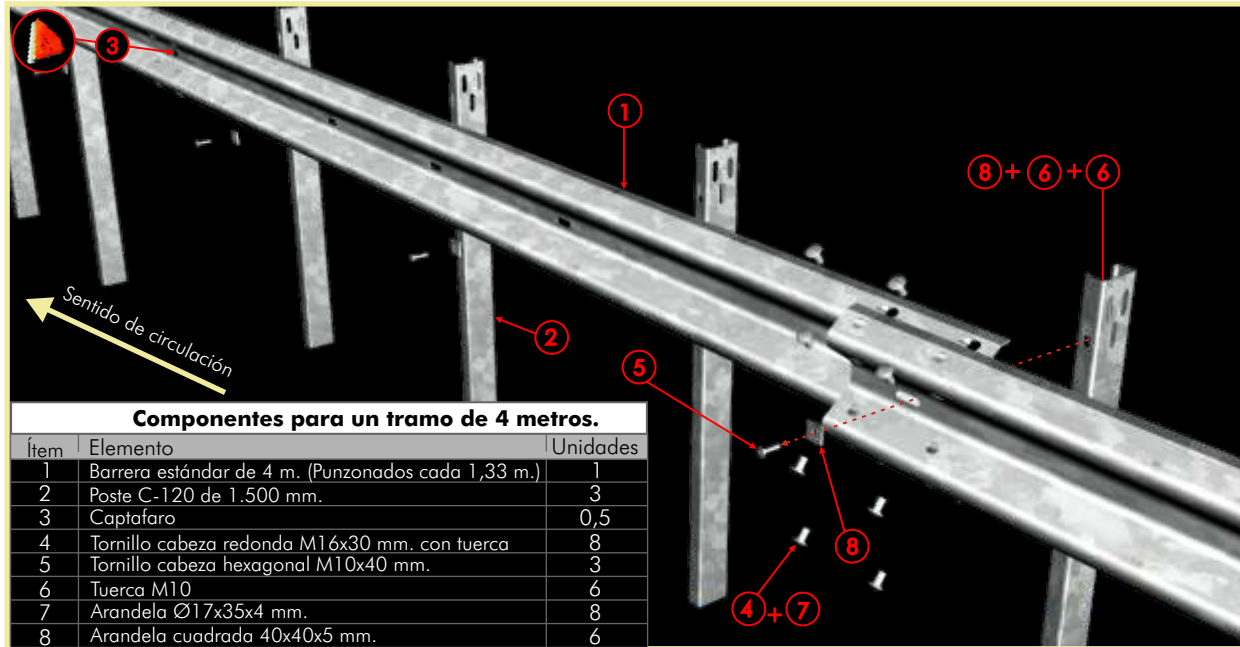 3
1
8 + 6 + 6
Sentido de circulación
2
5
8
4 + 7
Componentes para un tramo de 4 metros.
Ítem Elemento Unidades
1 Barrera estándar de 4 m. (Punzonados cada 1,33 m.) 1
2 Poste C-120 de 1.500 mm. 3
3 Captafaro 0,5
4 Tornillo cabeza redonda M16x30 mm. con tuerca 8
5 Tornillo cabeza hexagonal M10x40 mm. 3
6 Tuerca M10 6
7 Arandela Ø17x35x4 mm. 8
8 Arandela cuadrada 40x40x5 mm. 6